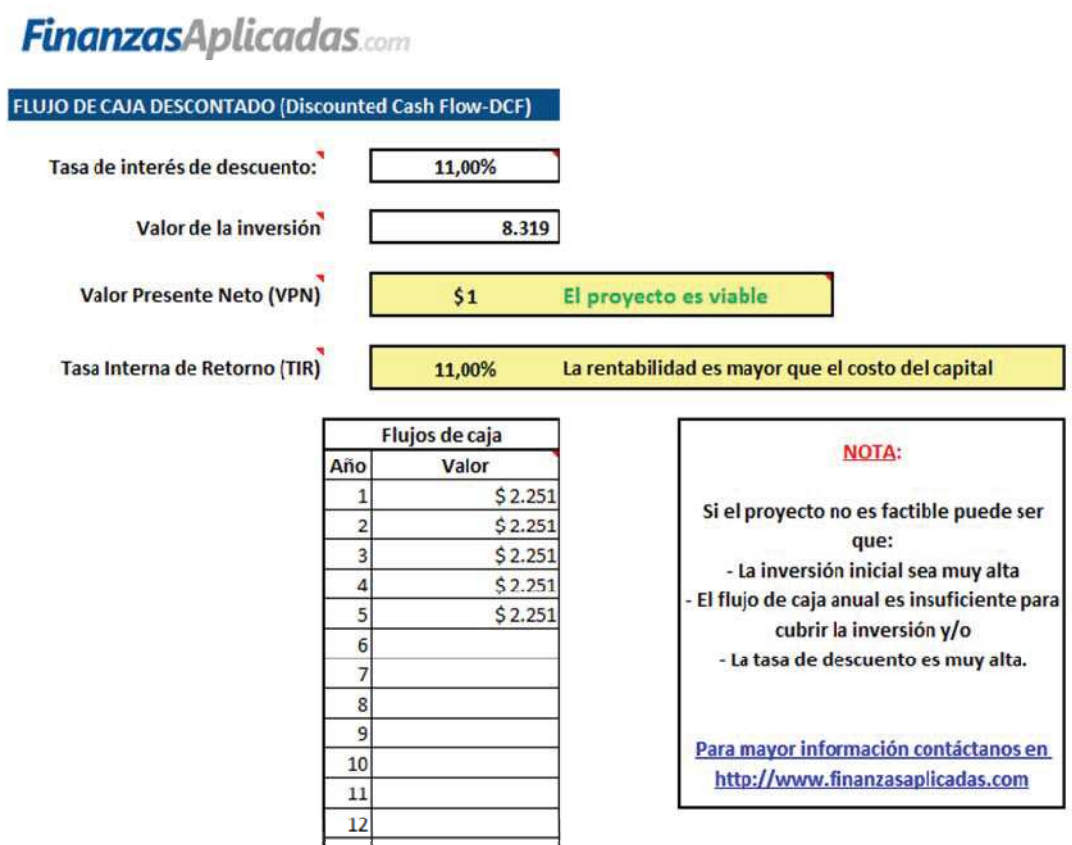 FinanzasAplicadas.com
FLUJO DE CAJA DESCONTADO (Discounted Cash Flow-DCF)
Tasa de interés de descuento: 11,00%
Valor de la inversión 8.319
Valor Presente Neto (VPN) $ 1 El proyecto es viable
Tasa Interna de Retorno (TIR) 11,00% La rentabilidad es mayor que el costo del capital
Flujos de caja
Año Valor
1 $ 2.251
2 $ 2.251
3 $ 2.251
4 $ 2.251
5 $ 2.251
6
7
8
9
10
11
12
NOTA:
Si el proyecto no es factible puede ser
que:
- La inversión inicial sea muy alta
- El flujo de caja anual es insuficiente para
cubrir la inversión y/o
- La tasa de descuento es muy alta.
Para mayor información contáctanos en
http://www.finanzasaplicadas.com